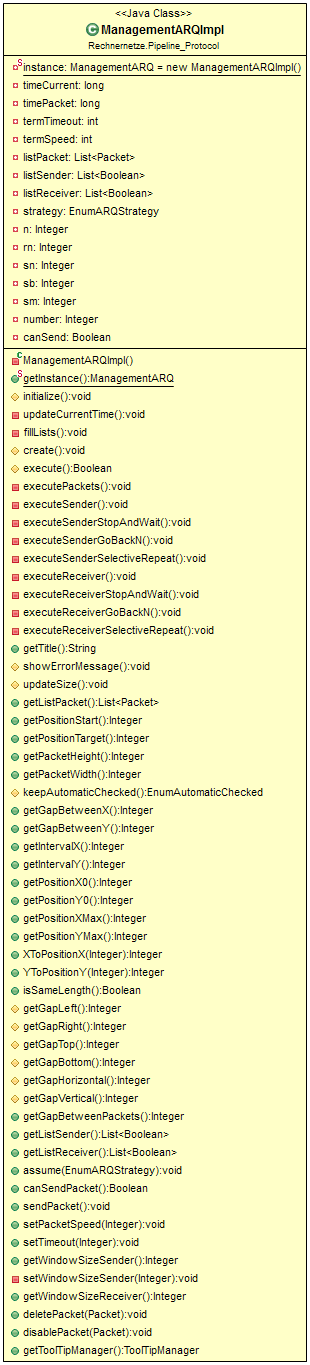 <<Java Class>>
C ManagementARQImpl
Rechnernetze.Pipeline_Protocol
S instance: ManagementARQ = new ManagementARQImpl()
timeCurrent: long
timePacket: long
termTimeout: int
termSpeed: int
listPacket: List<Packet>
listSender: List<Boolean>
listReceiver: List<Boolean>
strategy: EnumARQStrategy
n: Integer
rn: Integer
sn: Integer
sb: Integer
sm: Integer
number: Integer
canSend: Boolean
C ManagementARQImpl()
S getInstance():ManagementARQ
initialize():void
updateCurrentTime():void
fillLists():void
create():void
execute():Boolean
executePackets():void
executeSender():void
executeSenderStopAndWait():void
executeSenderGoBackN():void
executeSenderSelectiveRepeat():void
executeReceiver():void
executeReceiverStopAndWait():void
executeReceiverGoBackN():void
executeReceiverSelectiveRepeat():void
getTitle():String
showErrorMessage():void
updateSize():void
getListPacket():List<Packet>
getPositionStart():Integer
getPositionTarget():Integer
getPacketHeight():Integer
getPacketWidth():Integer
keepAutomaticChecked():EnumAutomaticChecked
getGapBetweenX():Integer
getGapBetweenY():Integer
getIntervalX():Integer
getIntervalY():Integer
getPositionX0():Integer
getPositionY0():Integer
getPositionXMax():Integer
getPositionYMax():Integer
XToPositionX(Integer):Integer
YToPositionY(Integer):Integer
isSameLength():Boolean
getGapLeft():Integer
getGapRight():Integer
getGapTop():Integer
getGapBottom():Integer
getGapHorizontal():Integer
getGapVertical():Integer
getGapBetweenPackets():Integer
getListSender():List<Boolean>
getListReceiver():List<Boolean>
assume(EnumARQStrategy):void
canSendPacket():Boolean
sendPacket():void
setPacketSpeed(Integer):void
setTimeout(Integer):void
getWindowSizeSender():Integer
setWindowSizeSender(Integer):void
getWindowSizeReceiver():Integer
deletePacket(Packet):void
disablePacket(Packet):void
getToolTipManager():ToolTipManager